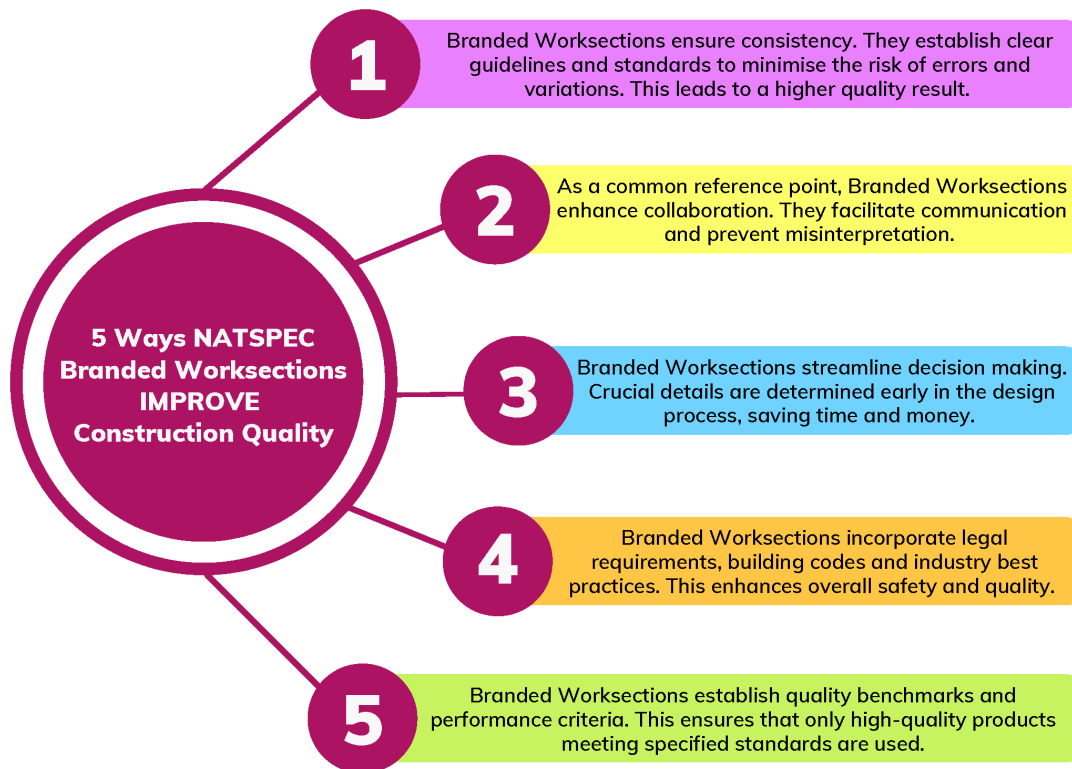 5 Ways NATSPEC
Branded Worksections
IMPROVE
Construction Quality
1
Branded Worksections ensure consistency. They establish clear
guidelines and standards to minimise the risk of errors and
variations. This leads to a higher quality result.
2
As a common reference point, Branded Worksections
enhance collaboration. They facilitate communication
and prevent misinterpretation.
3
Branded Worksections streamline decision making.
Crucial details are determined early in the design
process, saving time and money.
4
Branded Worksections incorporate legal
requirements, building codes and industry best
practices. This enhances overall safety and quality.
5
Branded Worksections establish quality benchmarks and
performance criteria. This ensures that only high-quality products
meeting specified standards are used.